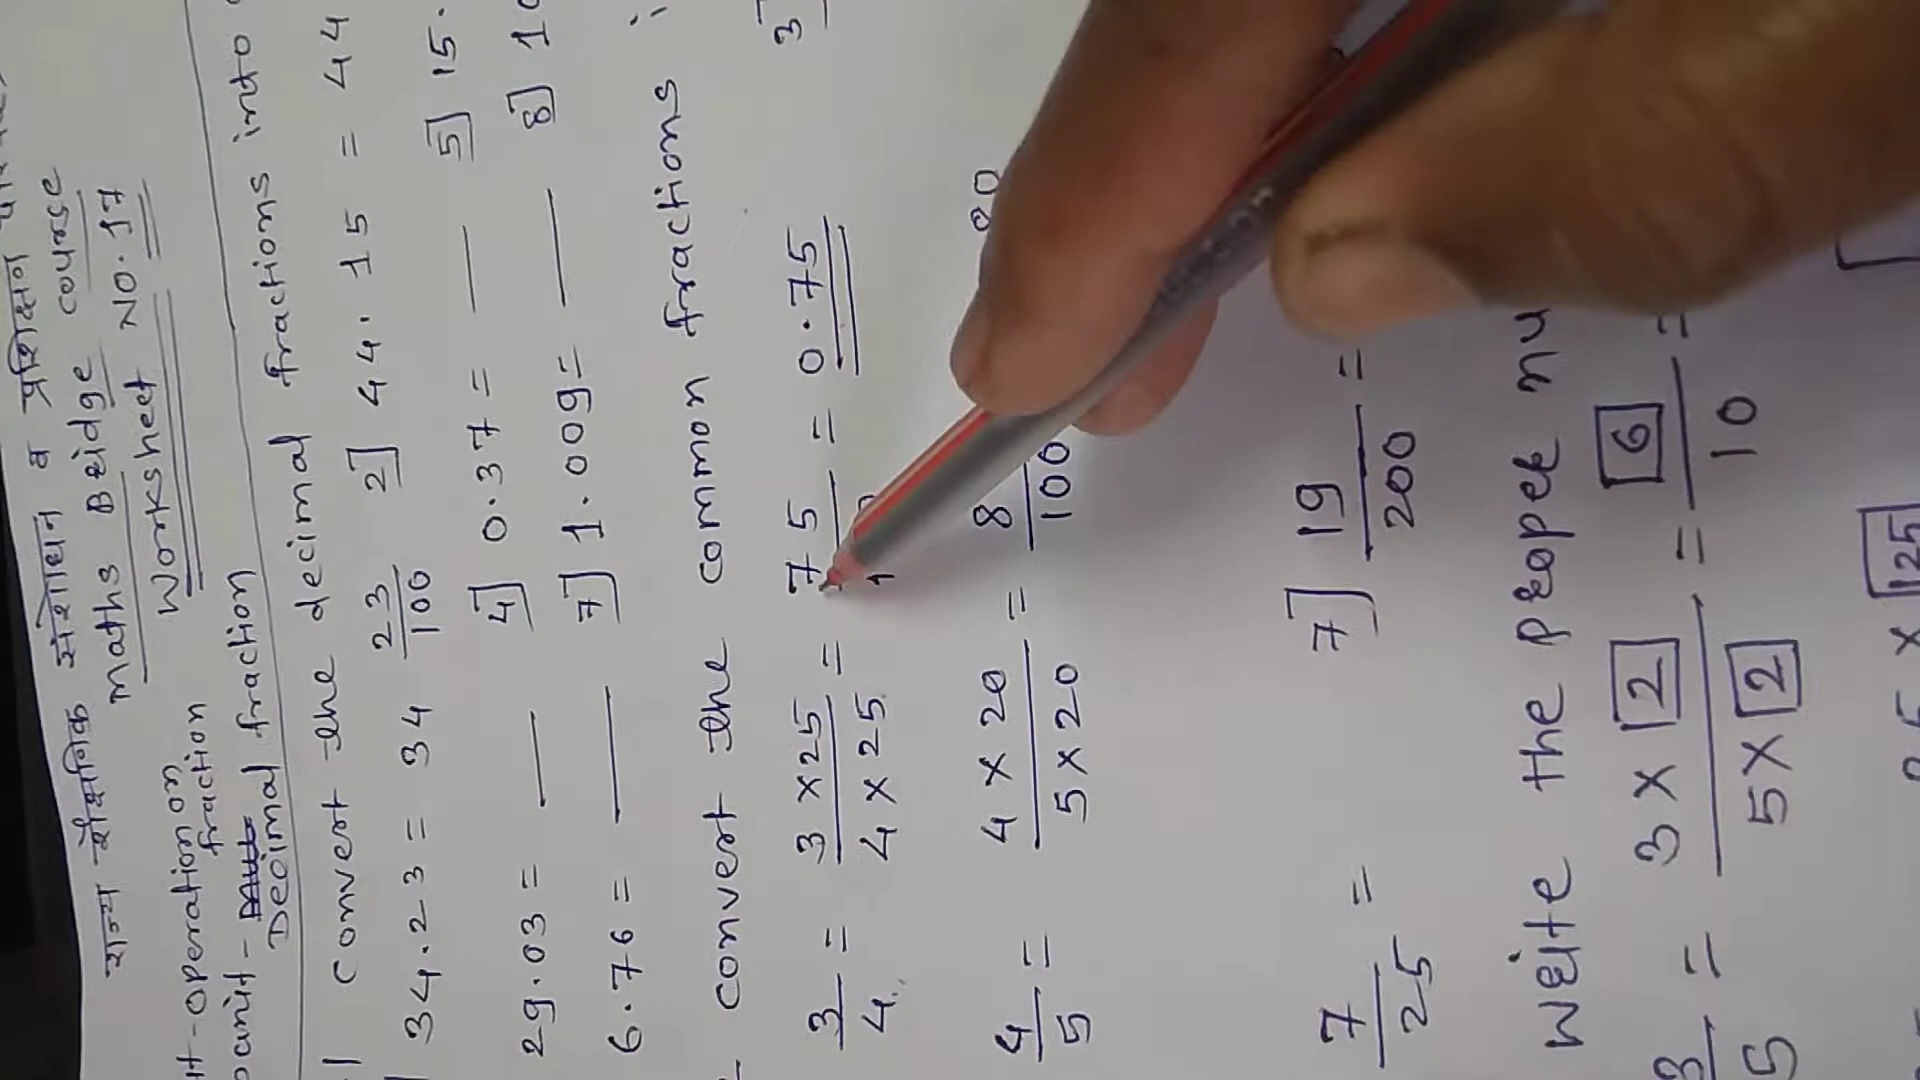 राज्य शैक्षणिक संशोधन व प्रशिक्षण
maths Bridge course
Worksheet NO. 17
operation on fraction
Decimal fraction
convert the decimal fractions into
34.23 = 34 23/100 2] 44.15 = 44
29.03 = — 4] 0.37 = — 5] 15.
6.76 = — 7] 1.009 = — 8]
convert the common fractions
3/4 = 3 × 25 / 4 × 25 = 75/ = 0.75 3
4/5 = 4 × 20 / 5 × 20 = 8 /100
7/25 = 7] 19/200 =
write the proper
3/5 = 3 × 2 / 5 × 2 = 6/10 =
125